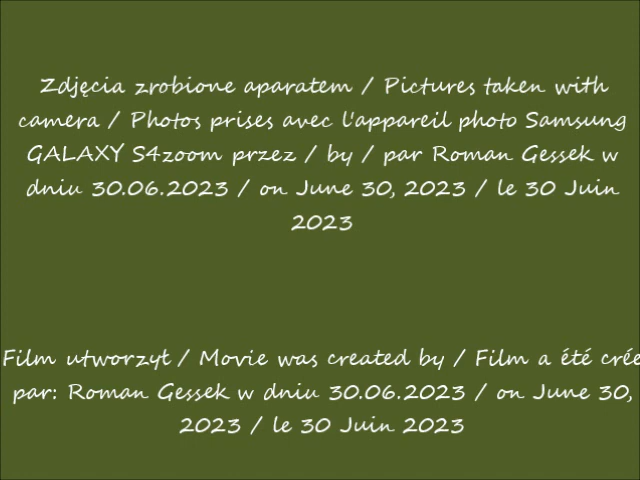 Zdjęcia zrobione aparatem / Pictures taken with
camera / Photos prises avec l'appareil photo Samsung
GALAXY S4zoom przez / by / par Roman Gessek w
dniu 30.06.2023 / on June 30, 2023 / le 30 Juin
2023
Film utworzył / Movie was created by / Film a été crée
par: Roman Gessek w dniu 30.06.2023 / on June 30,
2023 / le 30 Juin 2023